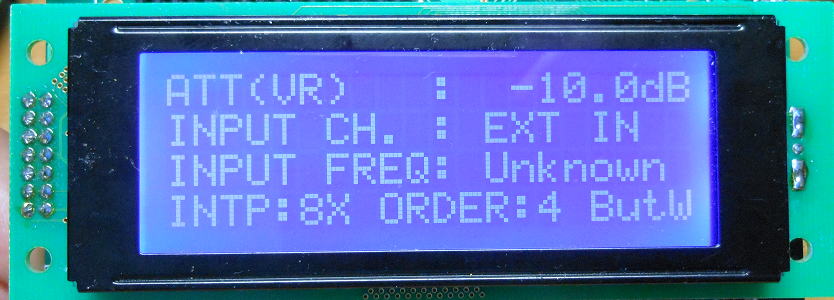 ATT(VR) : -10.0dB
INPUT CH. : EXT IN
INPUT FREQ: Unknown
INTP:8X ORDER:4 ButW